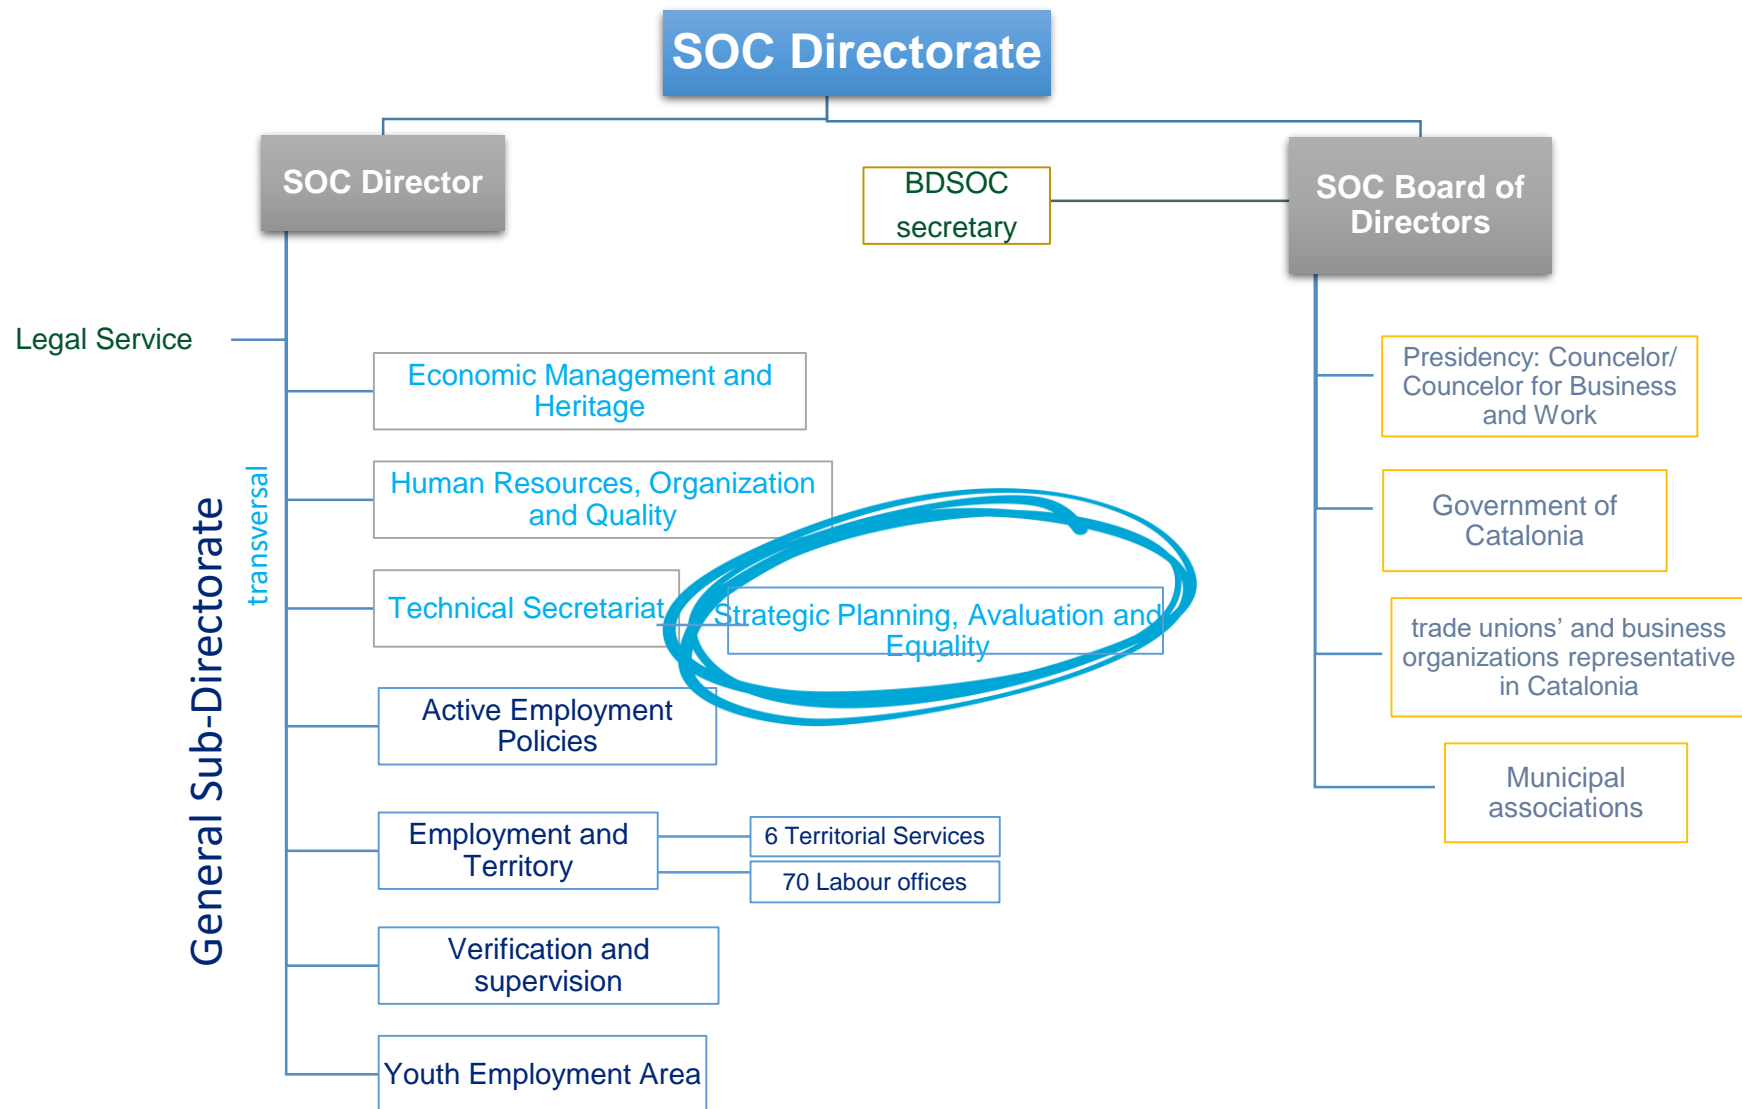 SOC Directorate
SOC Director
BDSOC
secretary
SOC Board of
Directors
Legal Service
General Sub-Directorate
transversal
Economic Management and
Heritage
Human Resources, Organization
and Quality
Technical Secretariat
Strategic Planning, Avaluation and
Equality
Active Employment
Policies
Employment and
Territory
6 Territorial Services
70 Labour offices
Verification and
supervision
Youth Employment Area
Presidency: Councelor/
Councelor for Business
and Work
Government of
Catalonia
trade unions’ and business
organizations representative
in Catalonia
Municipal
associations